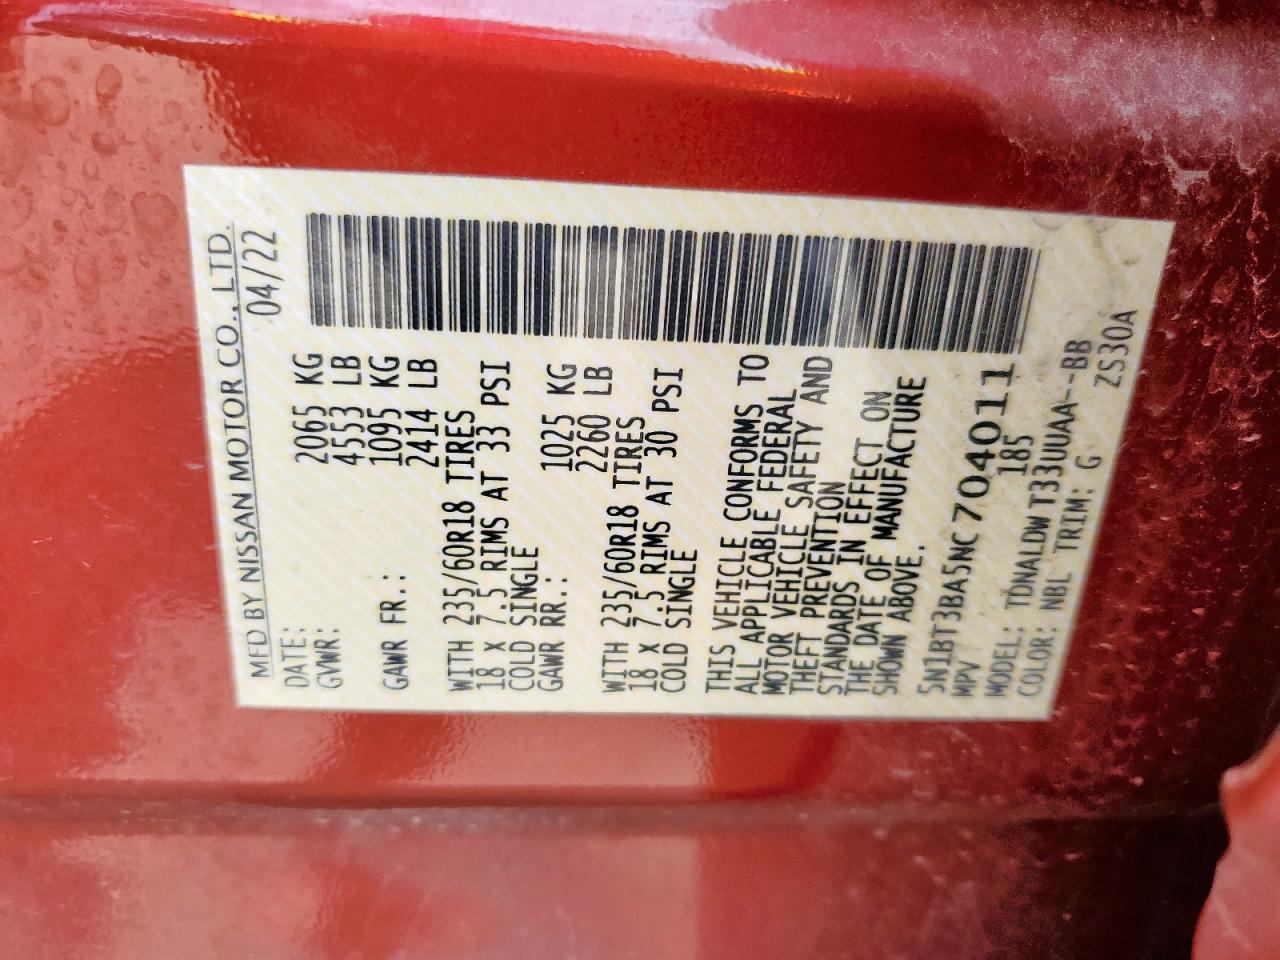 MFD BY NISSAN MOTOR CO., LTD.
DATE: 04/22
GVWR: 2065 KG
4553 LB
GAWR FR.: 1095 KG
2414 LB
WITH 235/60R18 TIRES
18 X 7.5 RIMS AT 33 PSI
COLD SINGLE
GAWR RR.: 1025 KG
2260 LB
WITH 235/60R18 TIRES
18 X 7.5 RIMS AT 30 PSI
COLD SINGLE
THIS VEHICLE CONFORMS TO
ALL APPLICABLE FEDERAL
MOTOR VEHICLE SAFETY AND
THEFT PREVENTION
STANDARDS IN EFFECT ON
THE DATE OF MANUFACTURE
SHOWN ABOVE.
5N1BT3BA5NC704011
MPV 185
MODEL: TDNALDWT33UUAA--BB
COLOR: NBL TRIM: G ZS30A